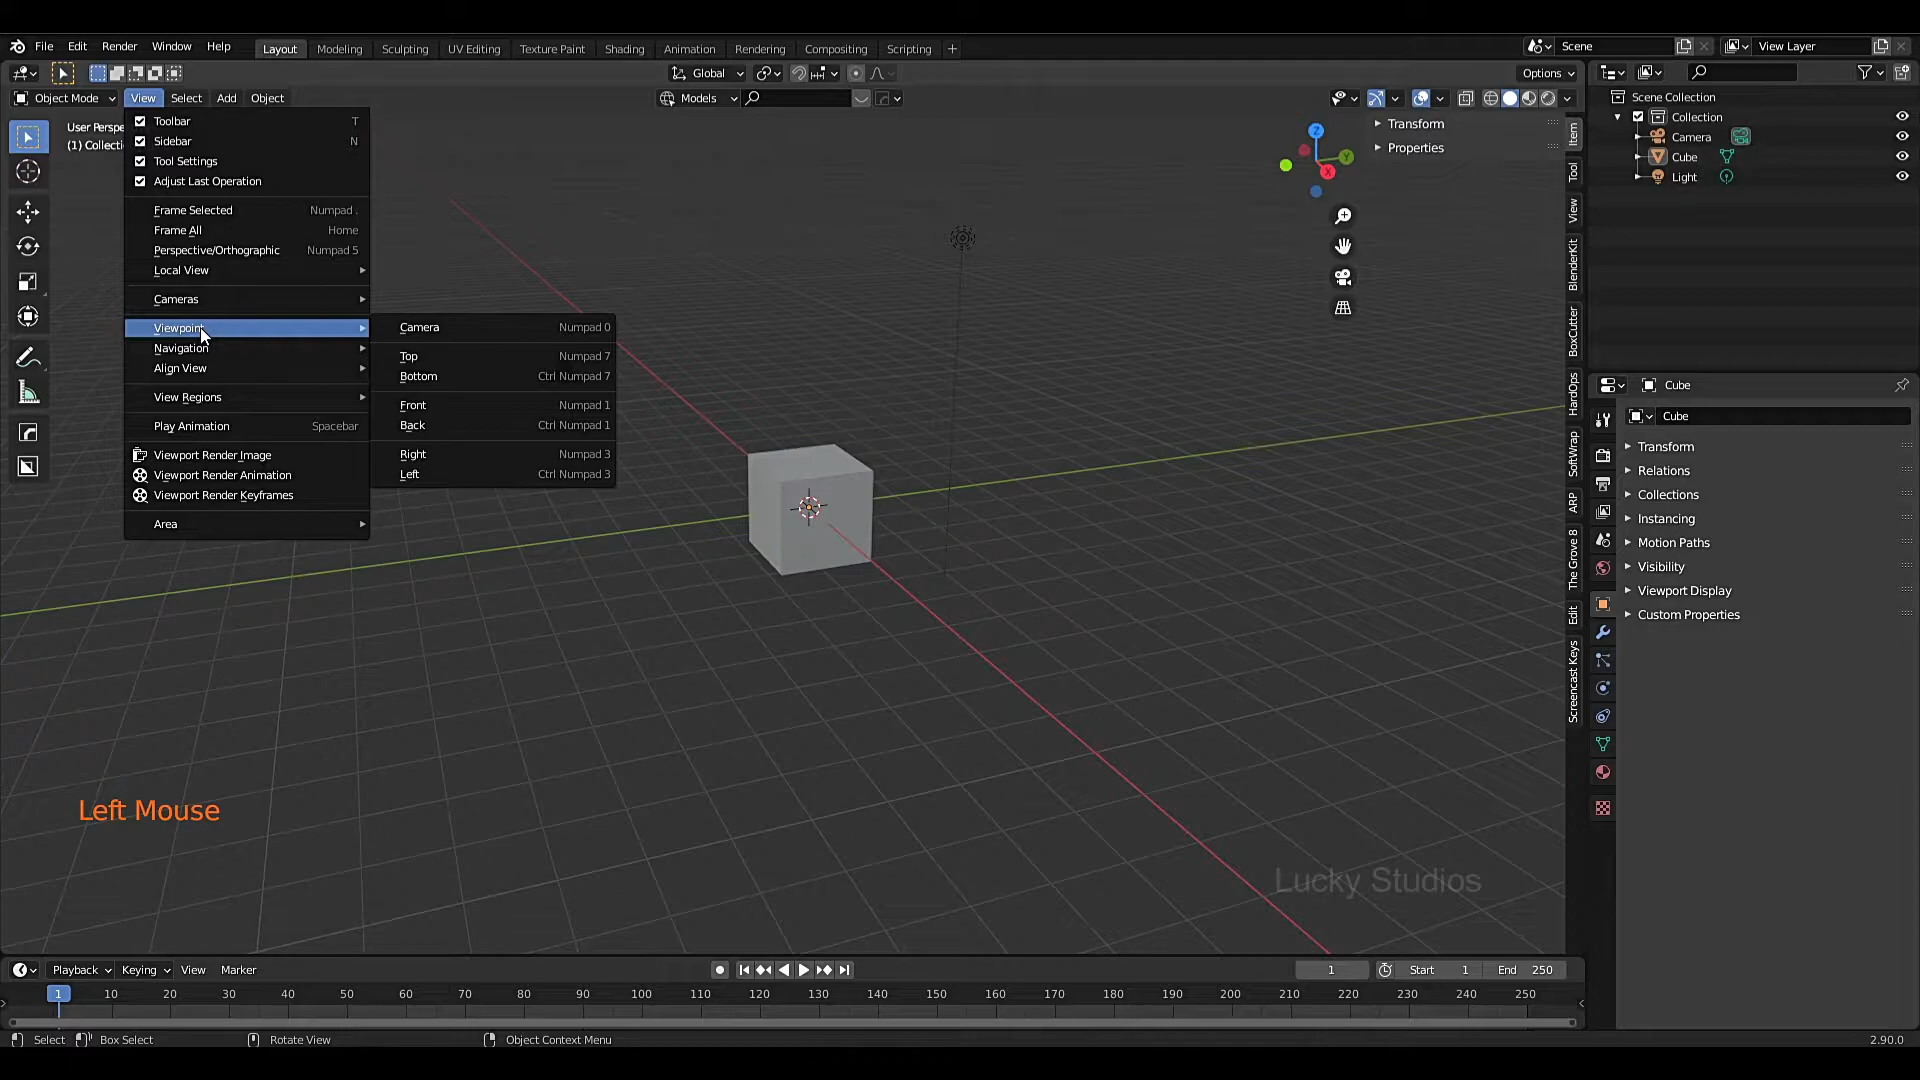 File Edit Render Window Help Layout Modeling Sculpting UV Editing Texture Paint Shading Animation Rendering Compositing Scripting + Scene View Layer
Global Options
Object Mode View Select Add Object Models
User Perspe
(1) Collecti
Toolbar T
Sidebar N
Tool Settings
Adjust Last Operation
Frame Selected Numpad .
Frame All Home
Perspective/Orthographic Numpad 5
Local View
Cameras
Viewpoint
Navigation
Align View
View Regions
Play Animation Spacebar
Viewport Render Image
Viewport Render Animation
Viewport Render Keyframes
Area
Camera Numpad 0
Top Numpad 7
Bottom Ctrl Numpad 7
Front Numpad 1
Back Ctrl Numpad 1
Right Numpad 3
Left Ctrl Numpad 3
Z
Y
X
Transform
Properties
Item
Tool
View
BlenderKit
BoxCutter
HardOps
SoftWrap
ARP
The Grove 8
Edit
Screencast Keys
Scene Collection
Collection
Camera
Cube
Light
Cube
Cube
Transform
Relations
Collections
Instancing
Motion Paths
Visibility
Viewport Display
Custom Properties
Left Mouse
Lucky Studios
Playback Keying View Marker 1 Start 1 End 250
1 10 20 30 40 50 60 70 80 90 100 110 120 130 140 150 160 170 180 190 200 210 220 230 240 250
Select Box Select Rotate View Object Context Menu 2.90.0